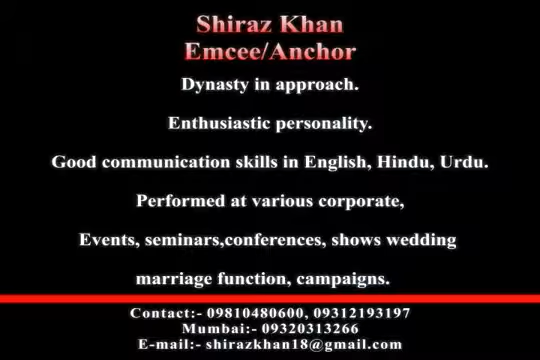 Shiraz Khan
Emcee/Anchor
Dynasty in approach.
Enthusiastic personality.
Good communication skills in English, Hindu, Urdu.
Performed at various corporate,
Events, seminars,conferences, shows wedding
marriage function, campaigns.
Contact:- 09810480600, 09312193197
Mumbai:- 09320313266
E-mail:- shirazkhan18@gmail.com